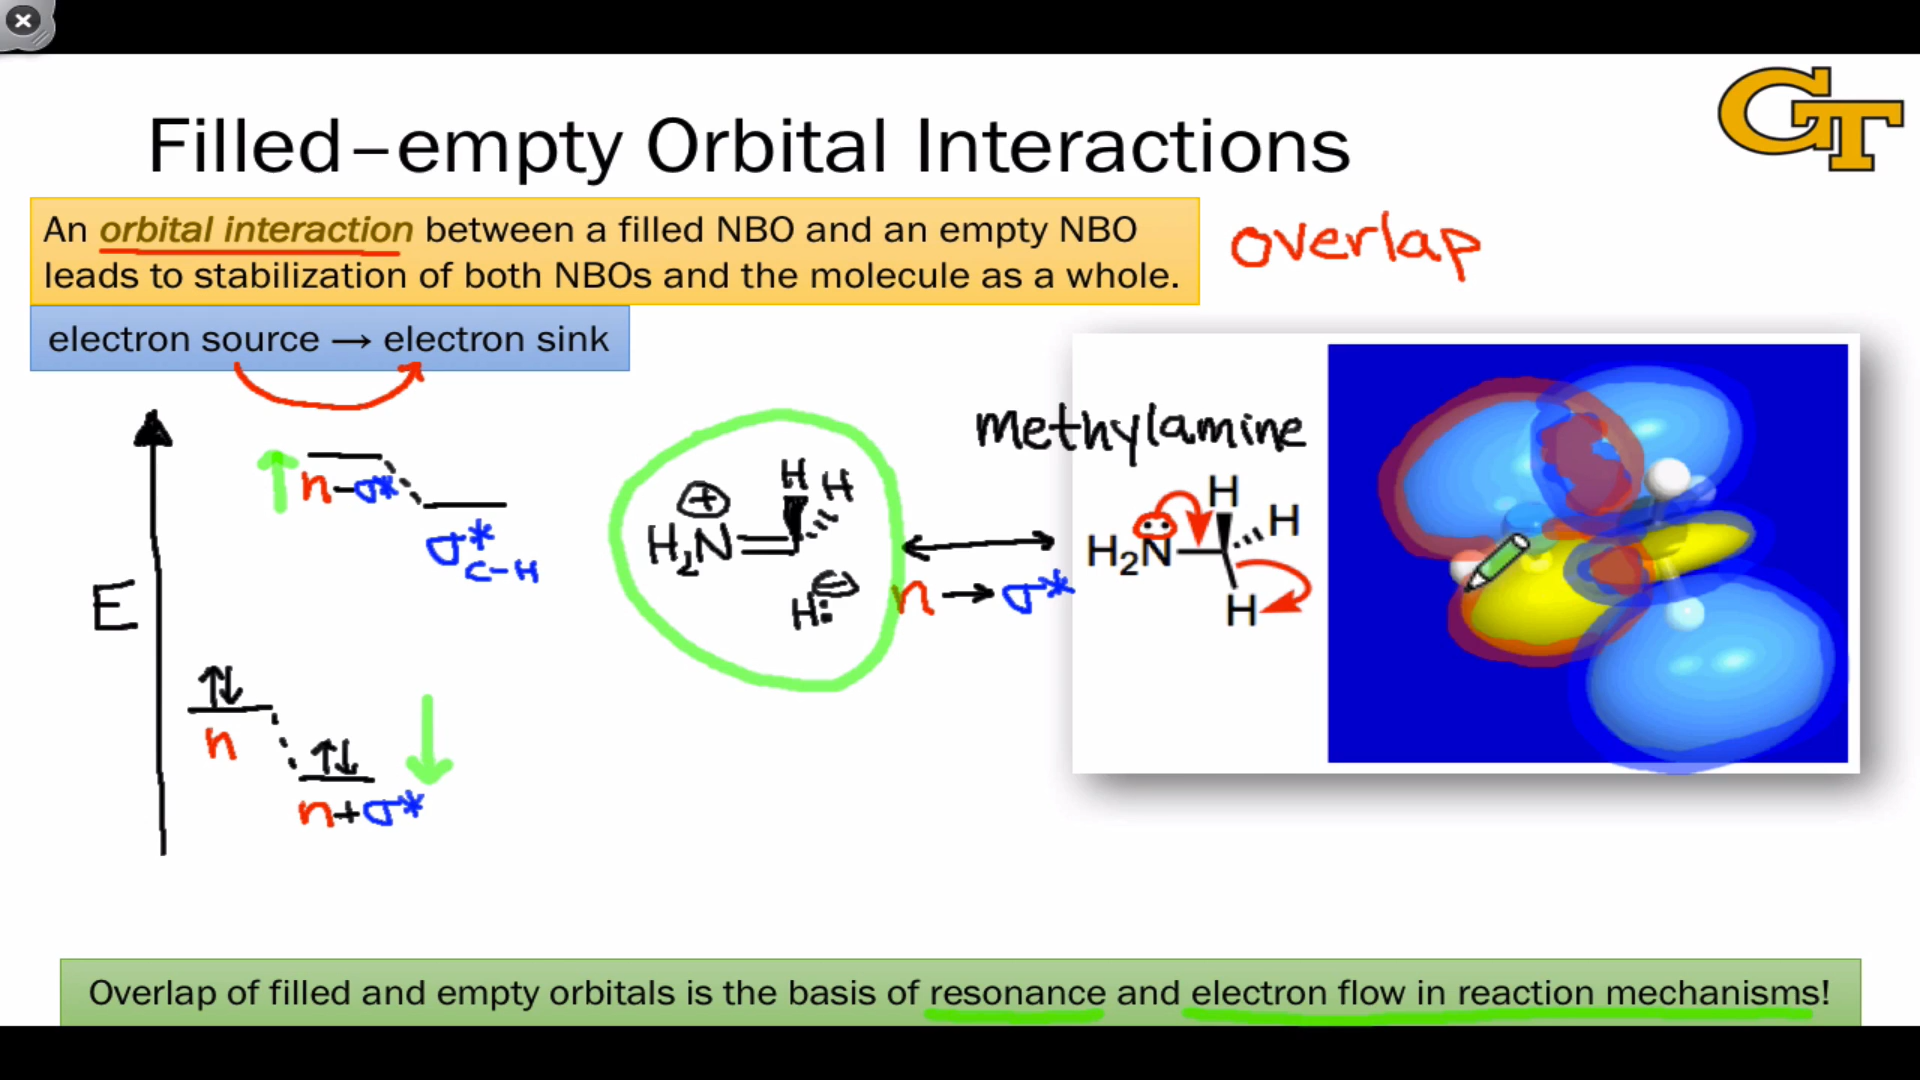 GT
Filled–empty Orbital Interactions
An orbital interaction between a filled NBO and an empty NBO
leads to stabilization of both NBOs and the molecule as a whole.
overlap
electron source → electron sink
E
n-σ*
σ*C-H
n
n+σ*
⊕
H H
H₂N
H:⊖
n → σ*
methylamine
H
H
H₂N
H
Overlap of filled and empty orbitals is the basis of resonance and electron flow in reaction mechanisms!